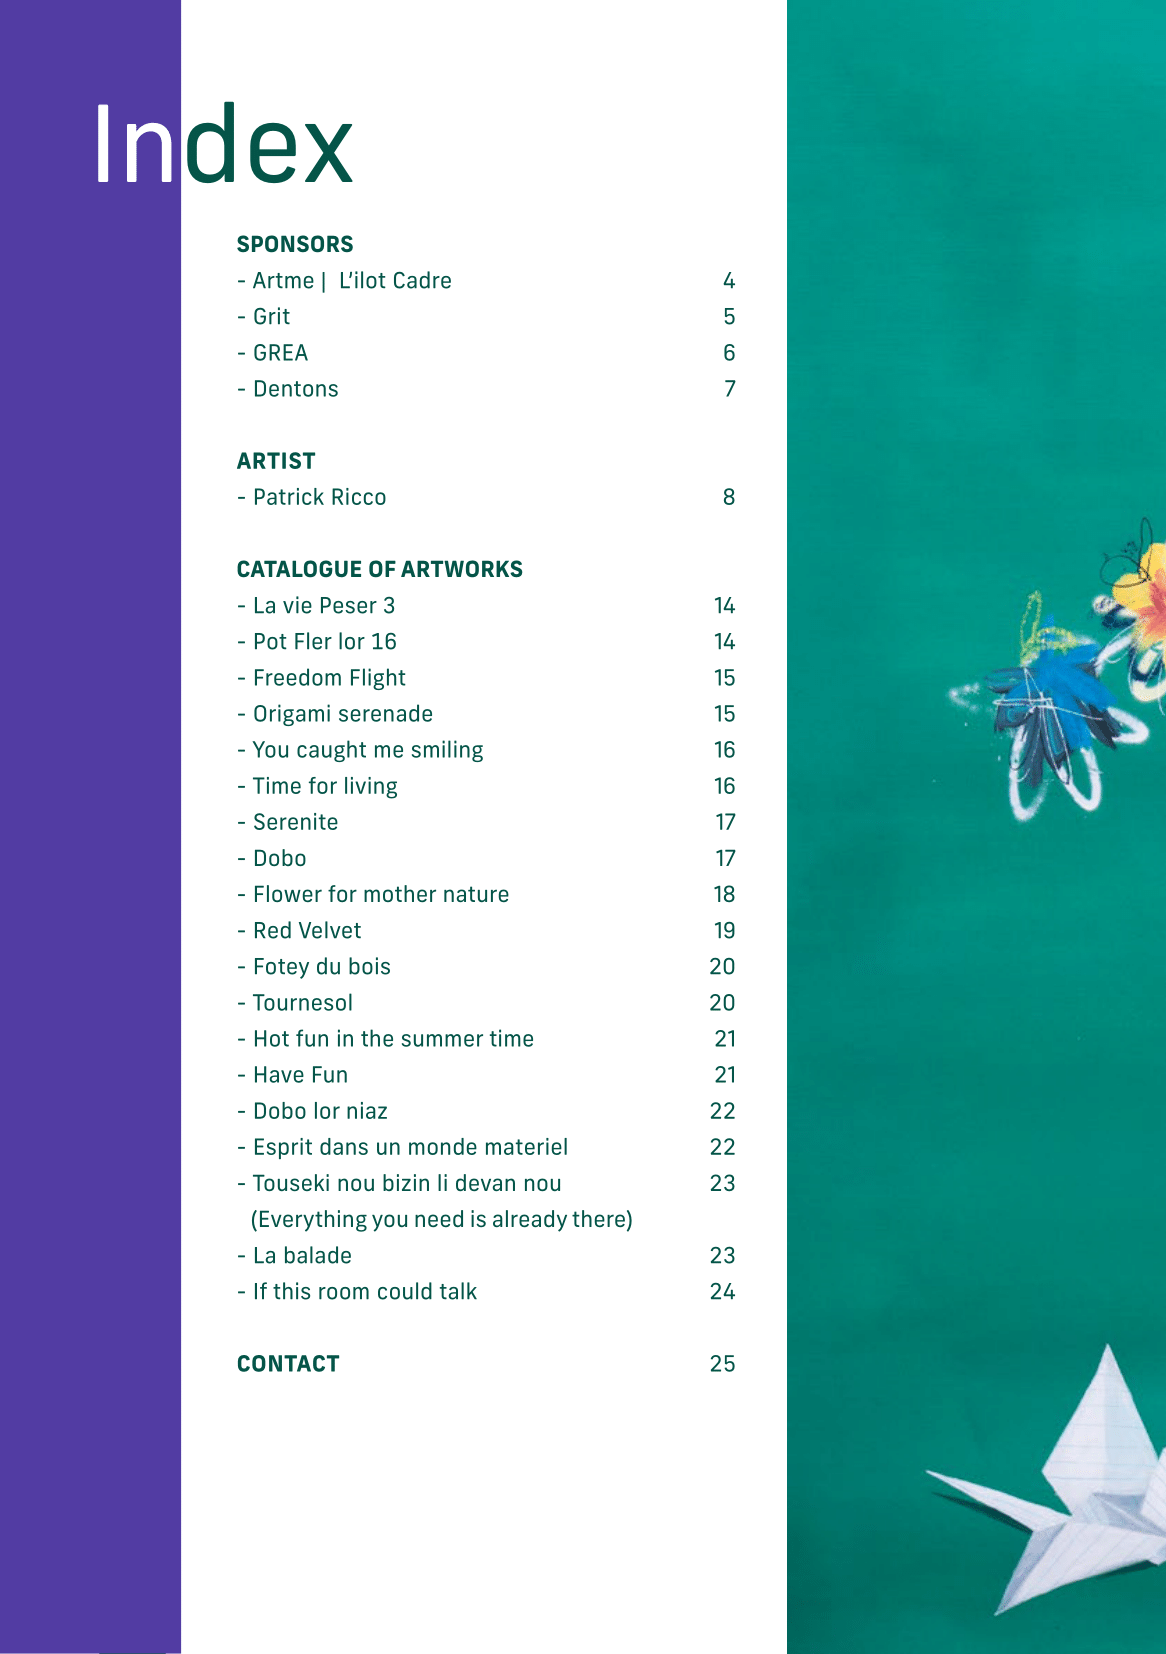 Index
SPONSORS
- Artme | L'ilot Cadre 4
- Grit 5
- GREA 6
- Dentons 7
ARTIST
- Patrick Ricco 8
CATALOGUE OF ARTWORKS
- La vie Peser 3 14
- Pot Fler lor 16 14
- Freedom Flight 15
- Origami serenade 15
- You caught me smiling 16
- Time for living 16
- Serenite 17
- Dobo 17
- Flower for mother nature 18
- Red Velvet 19
- Fotey du bois 20
- Tournesol 20
- Hot fun in the summer time 21
- Have Fun 21
- Dobo lor niaz 22
- Esprit dans un monde materiel 22
- Touseki nou bizin li devan nou 23
(Everything you need is already there)
- La balade 23
- If this room could talk 24
CONTACT 25